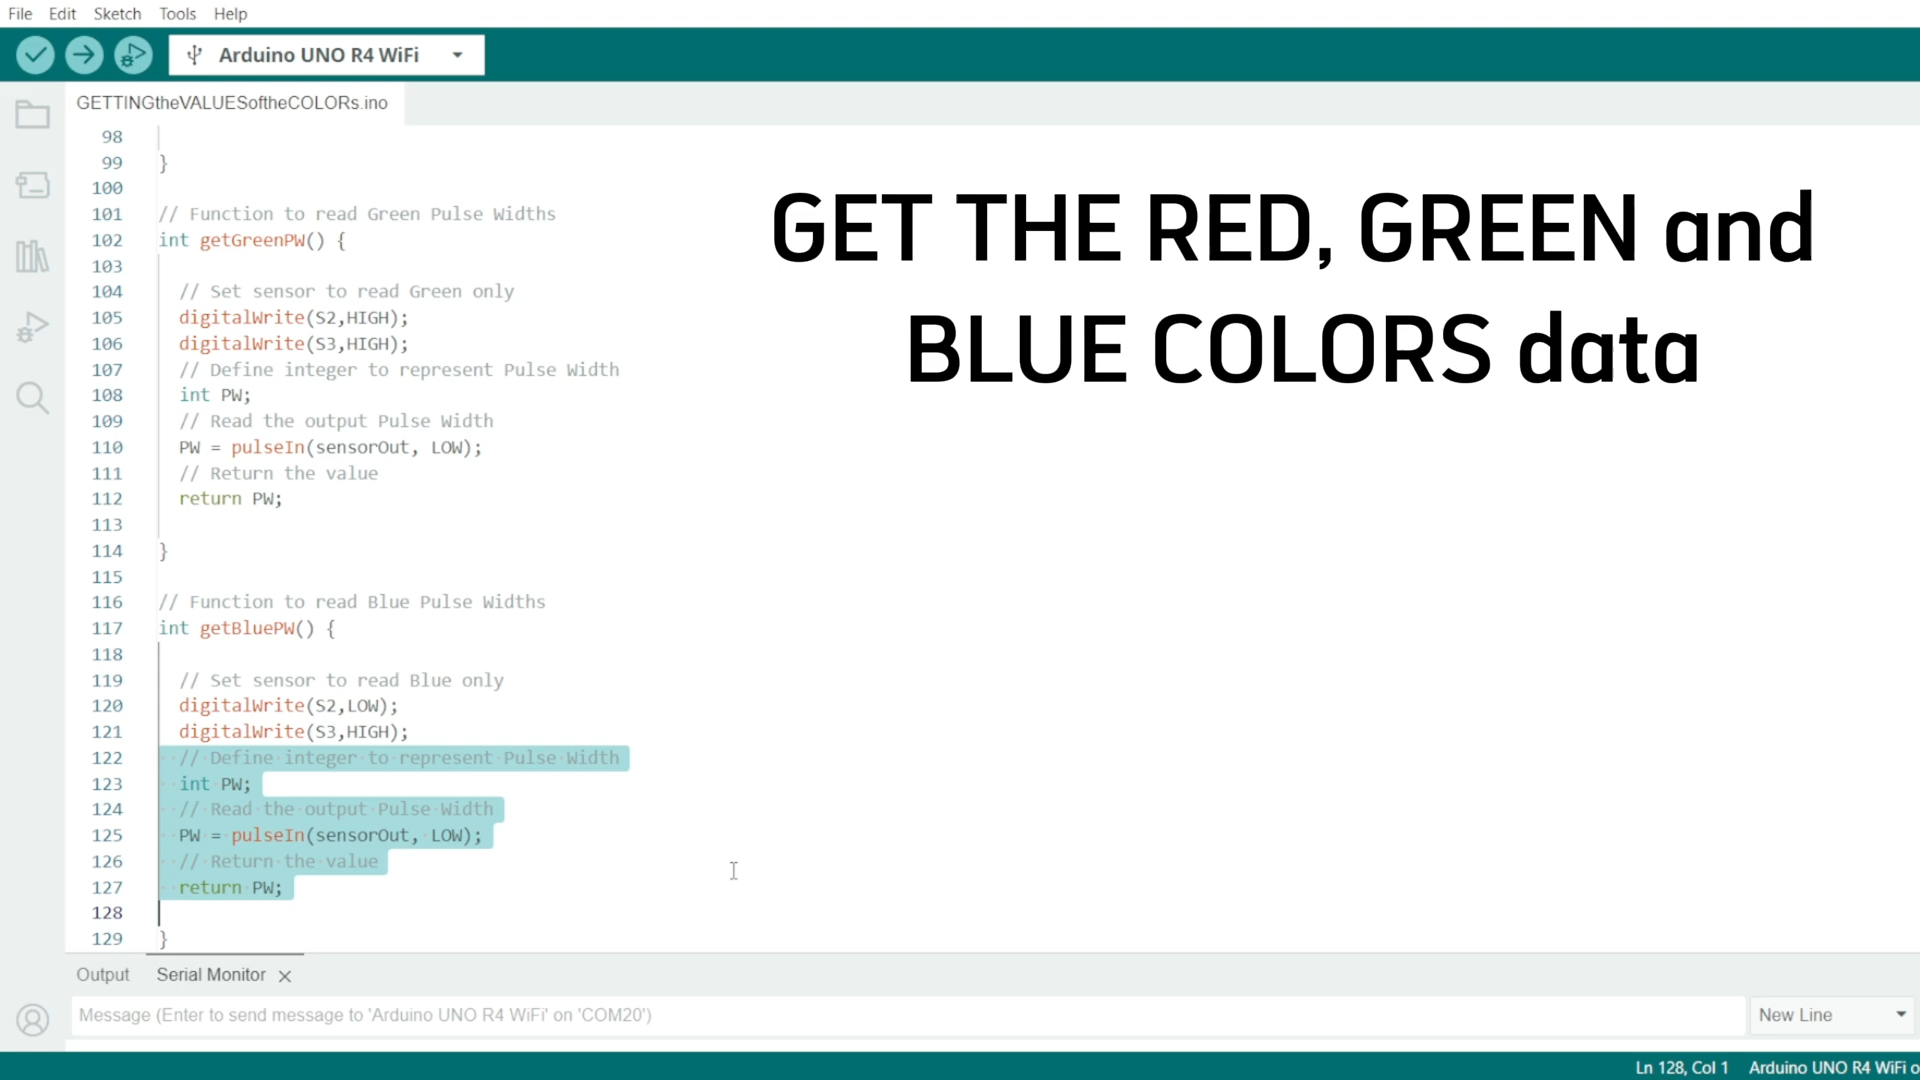 File Edit Sketch Tools Help
Arduino UNO R4 WiFi
GETTINGtheVALUESoftheCOLORs.ino
98
99 }
100
101 // Function to read Green Pulse Widths
102 int getGreenPW() {
103
104 // Set sensor to read Green only
105 digitalWrite(S2,HIGH);
106 digitalWrite(S3,HIGH);
107 // Define integer to represent Pulse Width
108 int PW;
109 // Read the output Pulse Width
110 PW = pulseIn(sensorOut, LOW);
111 // Return the value
112 return PW;
113
114 }
115
116 // Function to read Blue Pulse Widths
117 int getBluePW() {
118
119 // Set sensor to read Blue only
120 digitalWrite(S2,LOW);
121 digitalWrite(S3,HIGH);
122 // Define integer to represent Pulse Width
123 int PW;
124 // Read the output Pulse Width
125 PW = pulseIn(sensorOut, LOW);
126 // Return the value
127 return PW;
128
129 }
GET THE RED, GREEN and
BLUE COLORS data
Output Serial Monitor
Message (Enter to send message to 'Arduino UNO R4 WiFi' on 'COM20')
New Line
Ln 128, Col 1 Arduino UNO R4 WiFi o